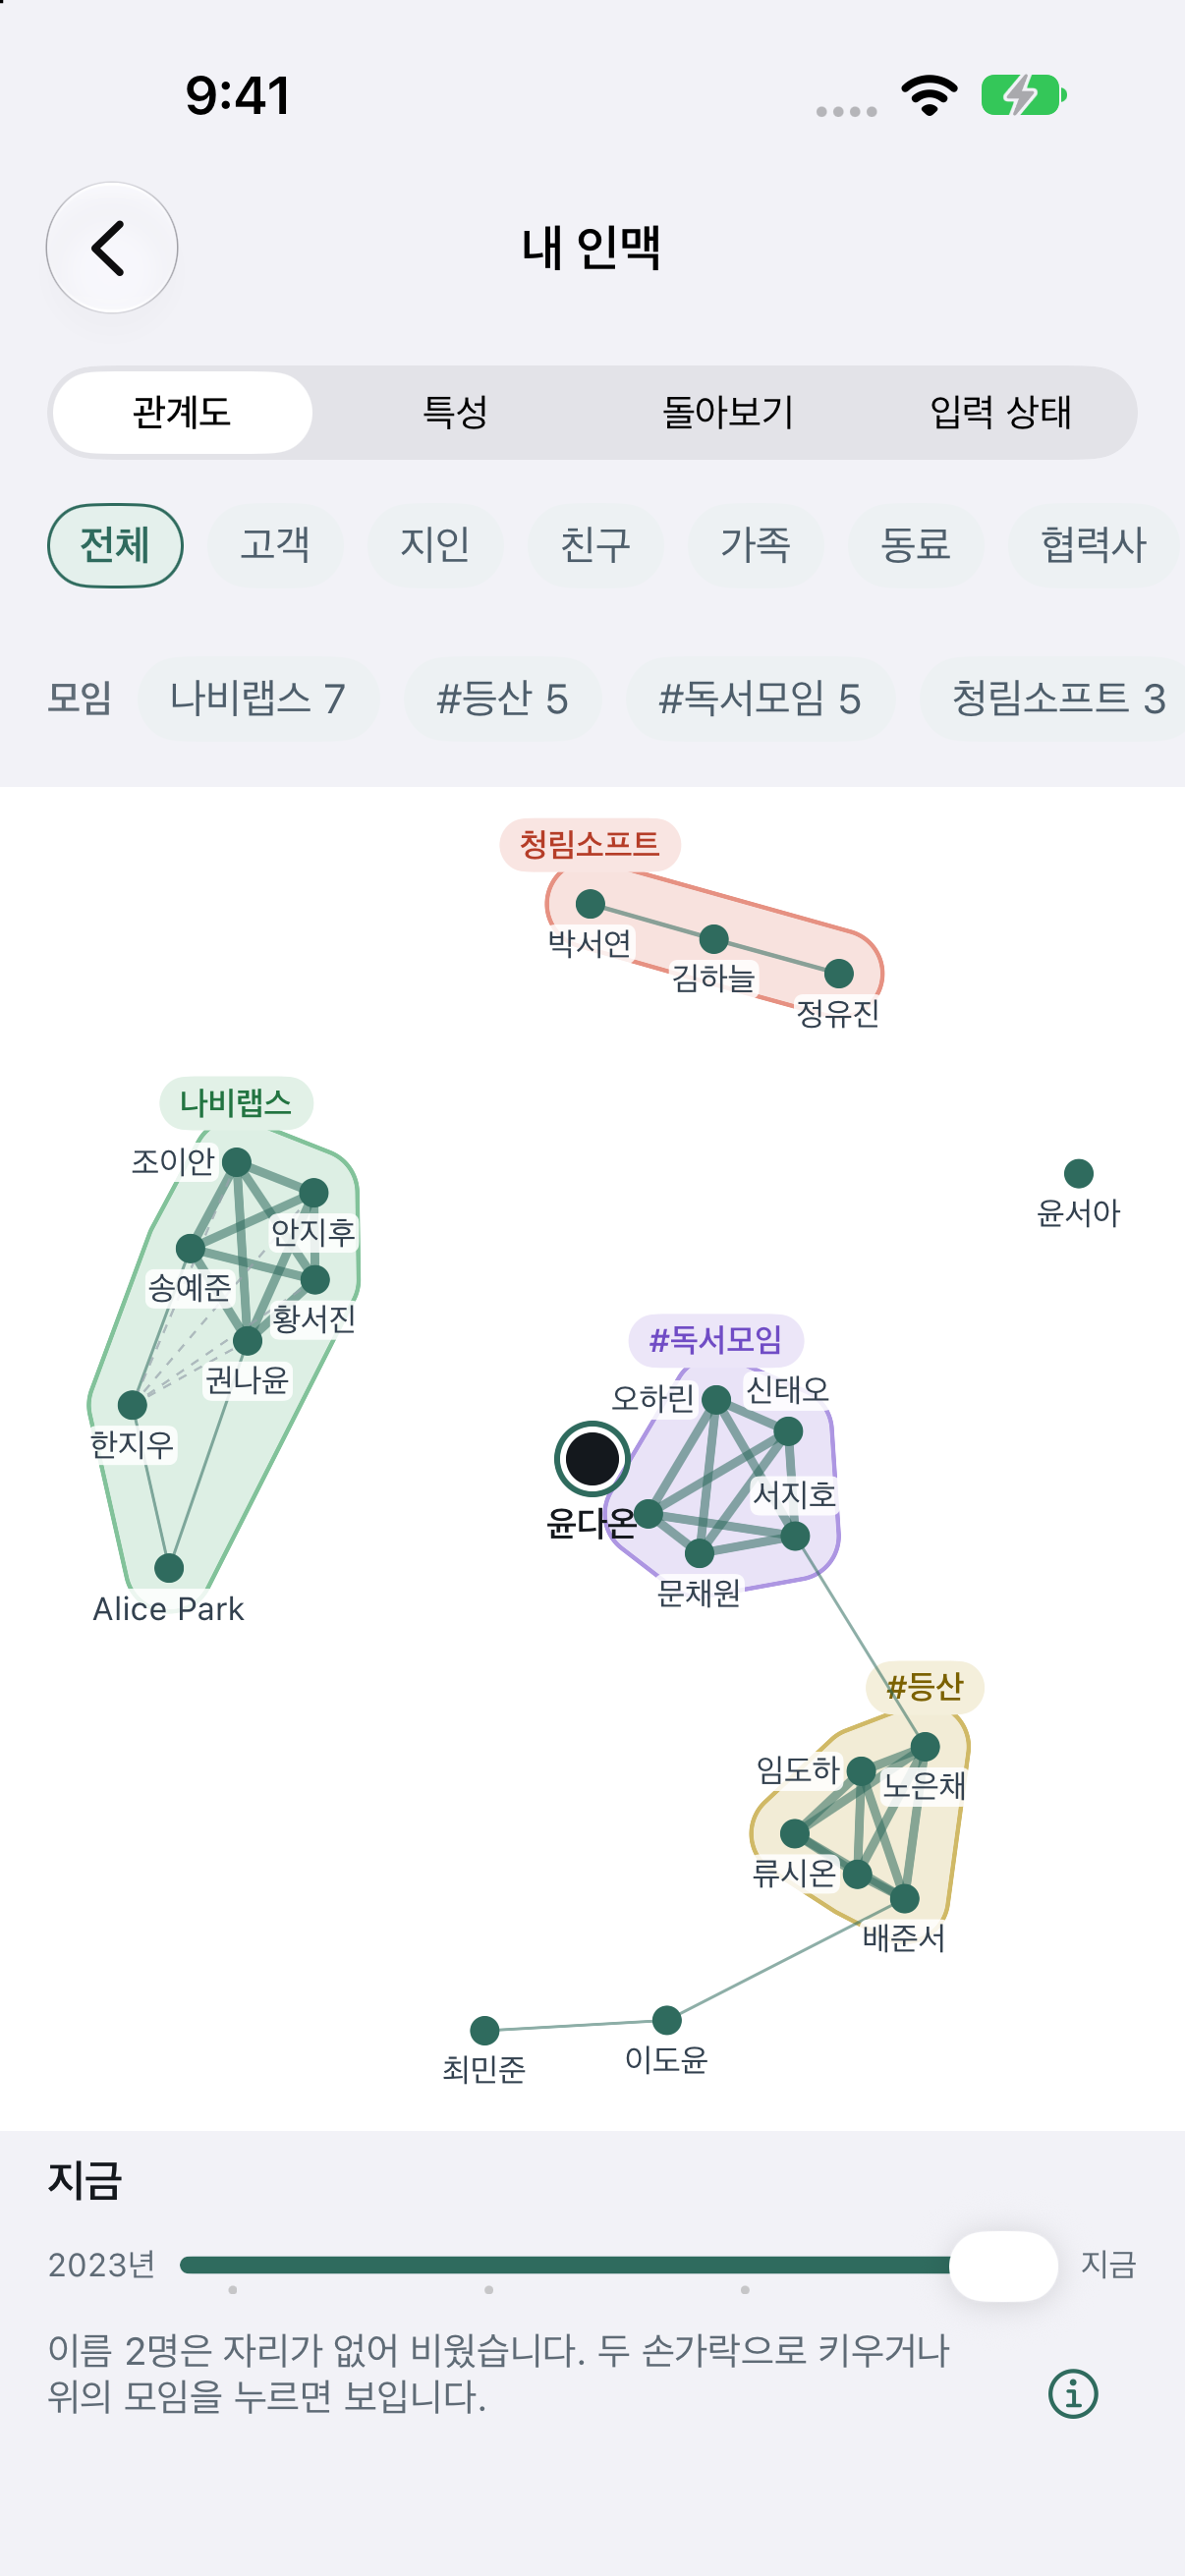 9:41
내 인맥
관계도 특성 돌아보기 입력 상태
전체 고객 지인 친구 가족 동료 협력사
모임 나비랩스 7 #등산 5 #독서모임 5 청림소프트 3
청림소프트
박서연
김하늘
정유진
나비랩스
조이안
안지후
윤서아
송예준
황서진
#독서모임
권나윤
신태오
오하린
한지우
서지호
윤다온
문채원
Alice Park
#등산
임도하
노은채
류시온
배준서
이도윤
최민준
지금
2023년 지금
이름 2명은 자리가 없어 비웠습니다. 두 손가락으로 키우거나
위의 모임을 누르면 보입니다.